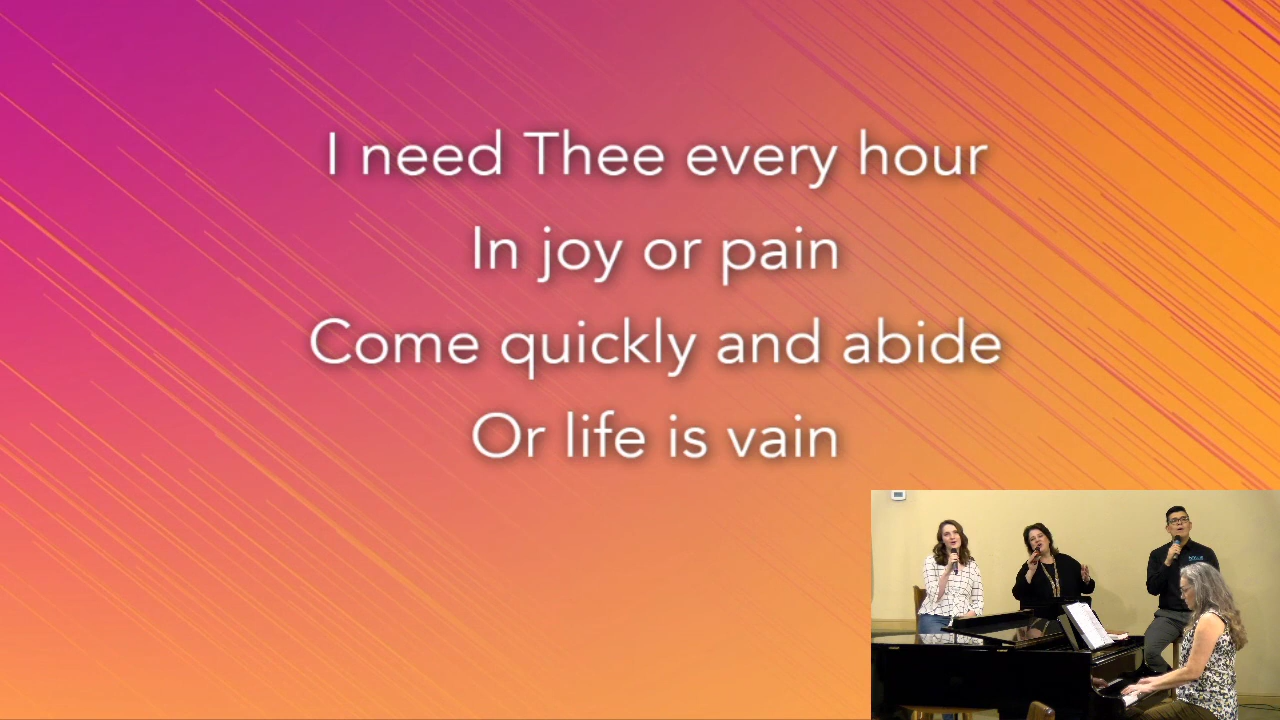 I need Thee every hour
In joy or pain
Come quickly and abide
Or life is vain